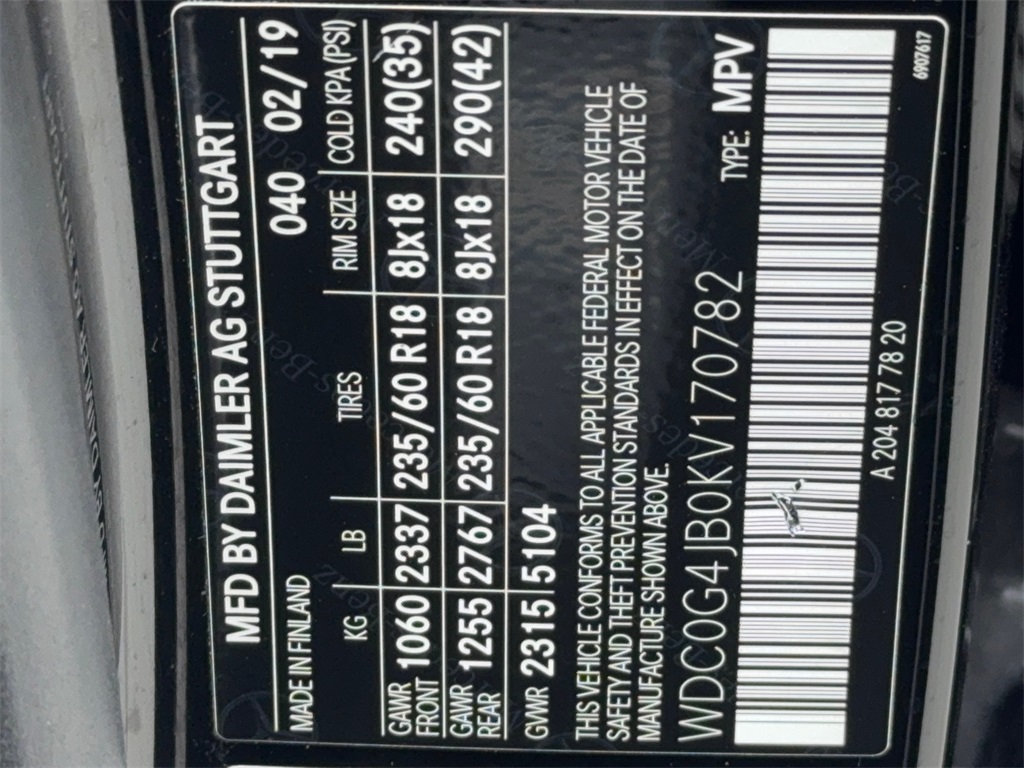 MFD BY DAIMLER AG STUTTGART
MADE IN FINLAND 040 02/19
KG LB TIRES RIM SIZE COLD KPA (PSI)
GAWR FRONT 1060 2337 235/60 R18 8Jx18 240(35)
GAWR REAR 1255 2767 235/60 R18 8Jx18 290(42)
GVWR 2315 5104
THIS VEHICLE CONFORMS TO ALL APPLICABLE FEDERAL MOTOR VEHICLE
SAFETY AND THEFT PREVENTION STANDARDS IN EFFECT ON THE DATE OF
MANUFACTURE SHOWN ABOVE.
WDC0G4JB0KV170782 TYPE: MPV
A 204 817 78 20
6907617